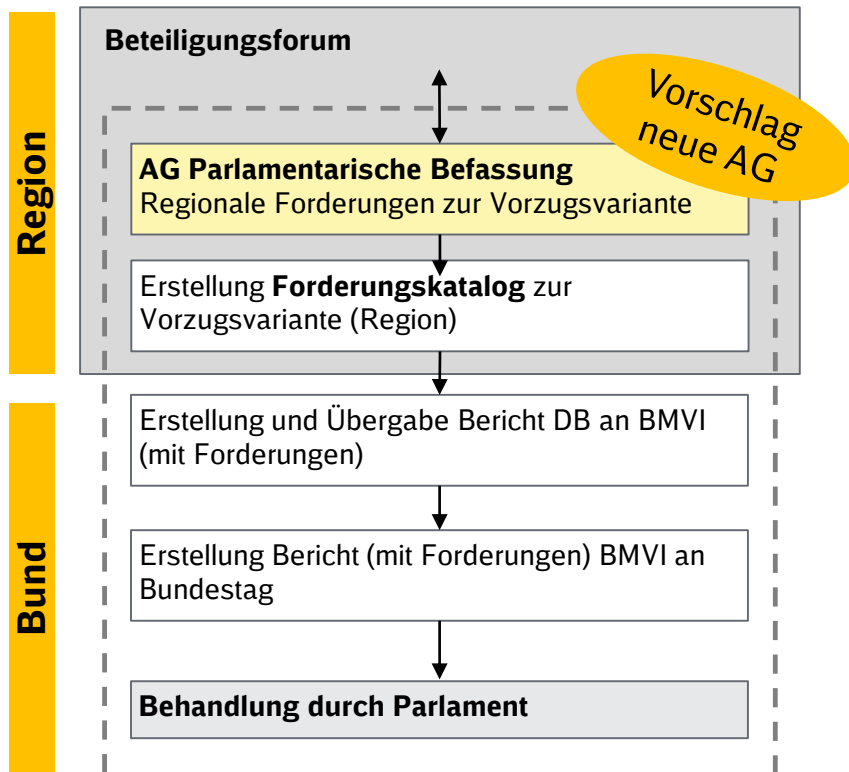 Region
Beteiligungsforum
Vorschlag
neue AG
AG Parlamentarische Befassung
Regionale Forderungen zur Vorzugsvariante
Erstellung Forderungskatalog zur
Vorzugsvariante (Region)
Bund
Erstellung und Übergabe Bericht DB an BMVI
(mit Forderungen)
Erstellung Bericht (mit Forderungen) BMVI an
Bundestag
Behandlung durch Parlament